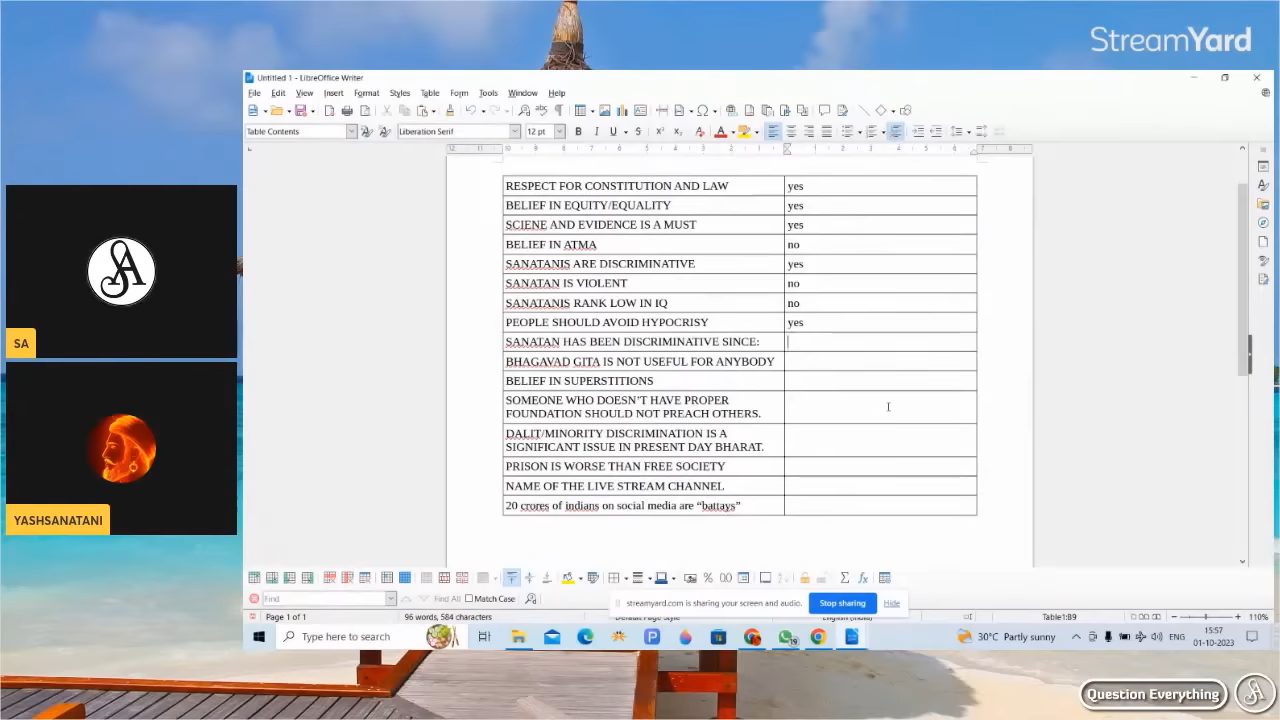 StreamYard
Untitled 1 - LibreOffice Writer
File Edit View Insert Format Styles Table Form Tools Window Help
Table Contents Liberation Serif 12 pt
RESPECT FOR CONSTITUTION AND LAW yes
BELIEF IN EQUITY/EQUALITY yes
SCIENE AND EVIDENCE IS A MUST yes
BELIEF IN ATMA no
SANATANIS ARE DISCRIMINATIVE yes
SANATAN IS VIOLENT no
SANATANIS RANK LOW IN IQ no
PEOPLE SHOULD AVOID HYPOCRISY yes
SANATAN HAS BEEN DISCRIMINATIVE SINCE:
BHAGAVAD GITA IS NOT USEFUL FOR ANYBODY
BELIEF IN SUPERSTITIONS
SOMEONE WHO DOESN'T HAVE PROPER
FOUNDATION SHOULD NOT PREACH OTHERS.
DALIT/MINORITY DISCRIMINATION IS A
SIGNIFICANT ISSUE IN PRESENT DAY BHARAT.
PRISON IS WORSE THAN FREE SOCIETY
NAME OF THE LIVE STREAM CHANNEL
20 crores of indians on social media are “battays”
SA
YASHSANATANI
Find Find All Match Case
streamyard.com is sharing your screen and audio. Stop sharing Hide
Page 1 of 1 96 words, 584 characters Default Page Style English (India) Table1:B9 110%
Type here to search 19 30°C Partly sunny ENG 15:57
01-10-2023
Question Everything